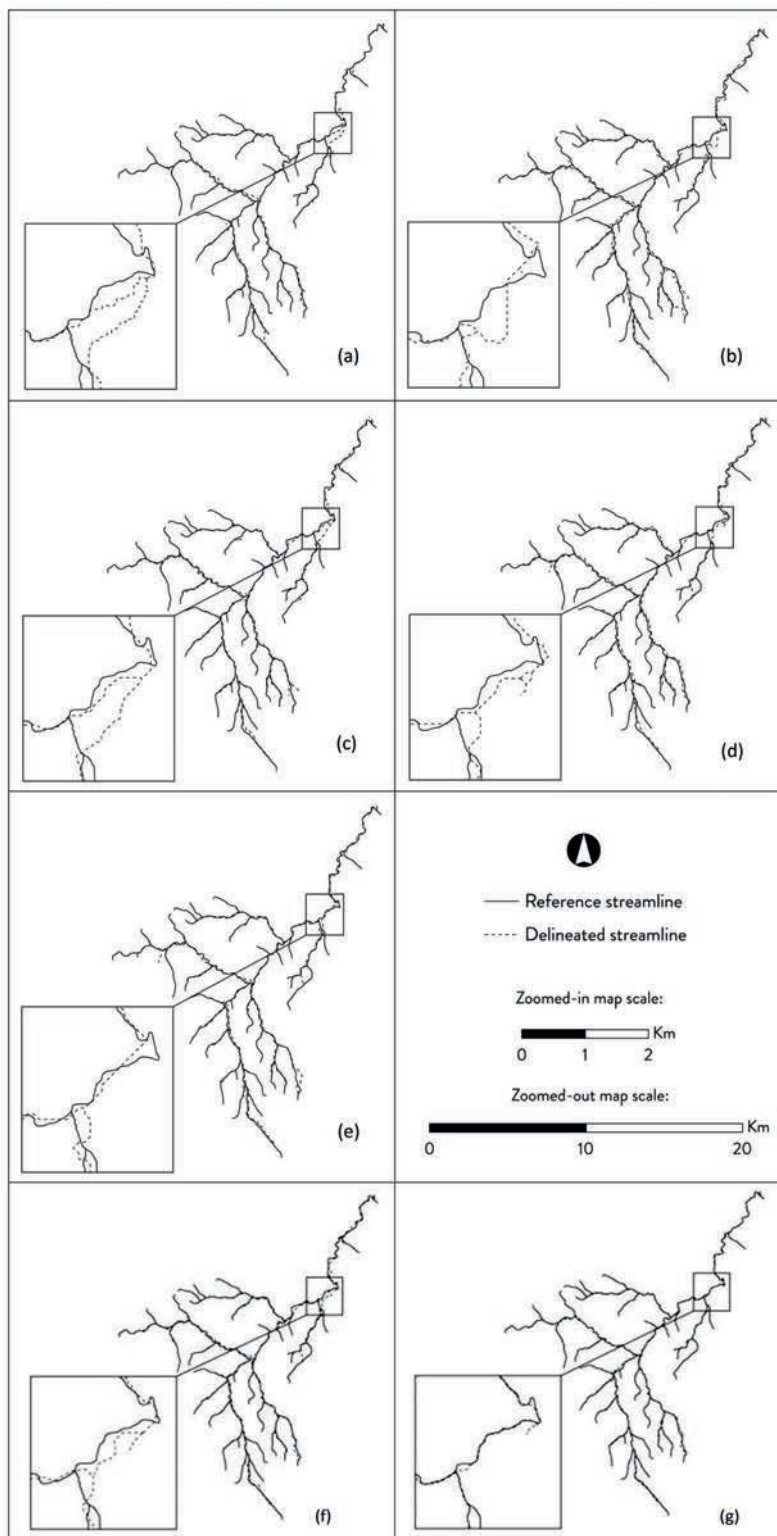 (a)
(b)
(c)
(d)
(e)
Reference streamline
Delineated streamline
Zoomed-in map scale:
Km
0 1 2
Zoomed-out map scale:
Km
0 10 20
(f)
(g)